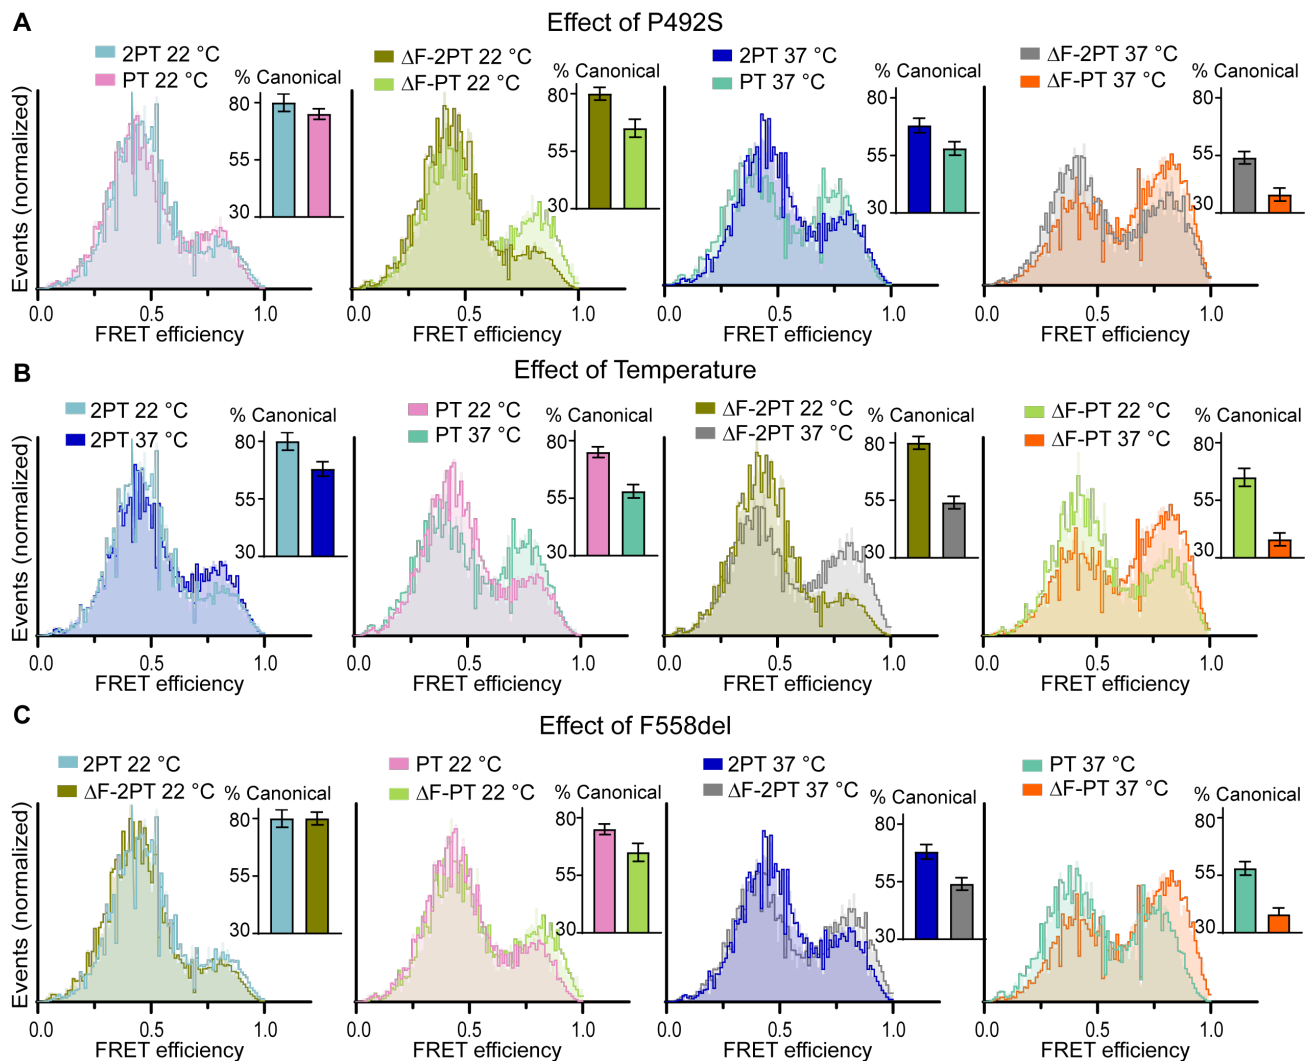 A
Effect of P492S
2PT 22 °C
PT 22 °C
% Canonical
80
55
30
ΔF-2PT 22 °C
ΔF-PT 22 °C
% Canonical
80
55
30
2PT 37 °C
PT 37 °C
% Canonical
80
55
30
ΔF-2PT 37 °C
ΔF-PT 37 °C
% Canonical
80
55
30
Events (normalized)
0.0 0.5 1.0
FRET efficiency
0.0 0.5 1.0
FRET efficiency
0.0 0.5 1.0
FRET efficiency
0.0 0.5 1.0
FRET efficiency
B
Effect of Temperature
2PT 22 °C
2PT 37 °C
% Canonical
80
55
30
PT 22 °C
PT 37 °C
% Canonical
80
55
30
ΔF-2PT 22 °C
ΔF-2PT 37 °C
% Canonical
80
55
30
ΔF-PT 22 °C
ΔF-PT 37 °C
% Canonical
80
55
30
Events (normalized)
0.0 0.5 1.0
FRET efficiency
0.0 0.5 1.0
FRET efficiency
0.0 0.5 1.0
FRET efficiency
0.0 0.5 1.0
FRET efficiency
C
Effect of F558del
2PT 22 °C
ΔF-2PT 22 °C
% Canonical
80
55
30
PT 22 °C
ΔF-PT 22 °C
% Canonical
80
55
30
2PT 37 °C
ΔF-2PT 37 °C
% Canonical
80
55
30
PT 37 °C
ΔF-PT 37 °C
% Canonical
80
55
30
Events (normalized)
0.0 0.5 1.0
FRET efficiency
0.0 0.5 1.0
FRET efficiency
0.0 0.5 1.0
FRET efficiency
0.0 0.5 1.0
FRET efficiency